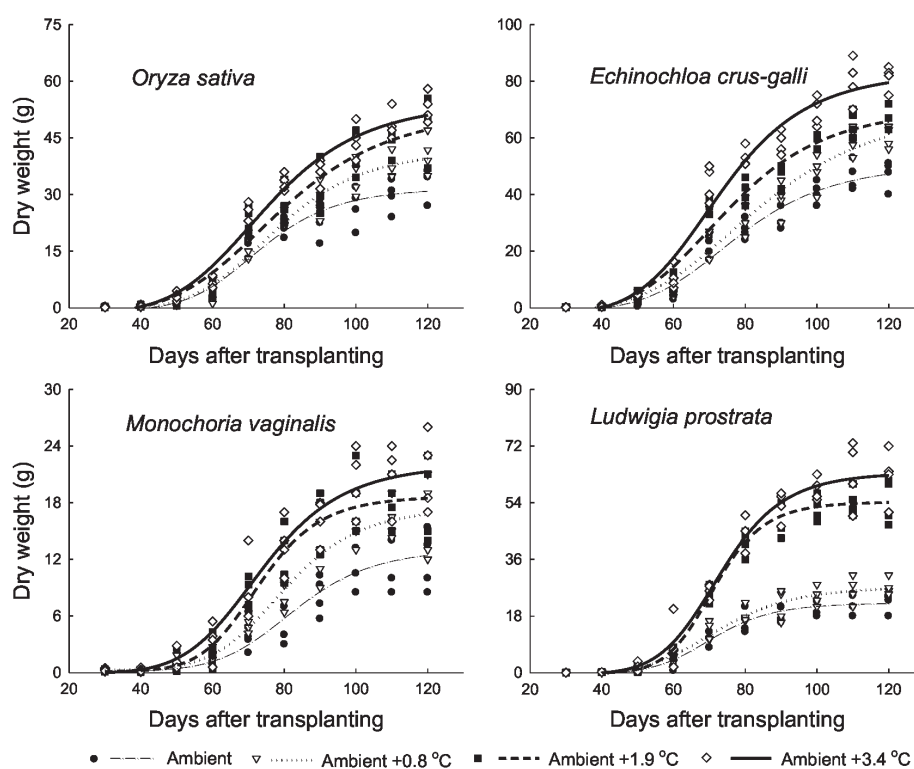 75
60
45
30
15
0
Dry weight (g)
Oryza sativa
20 40 60 80 100 120
Days after transplanting
100
80
60
40
20
0
Echinochloa crus-galli
20 40 60 80 100 120
Days after transplanting
30
24
18
12
6
0
Dry weight (g)
Monochoria vaginalis
20 40 60 80 100 120
Days after transplanting
90
72
54
36
18
0
Ludwigia prostrata
20 40 60 80 100 120
Days after transplanting
Ambient Ambient +0.8 °C Ambient +1.9 °C Ambient +3.4 °C